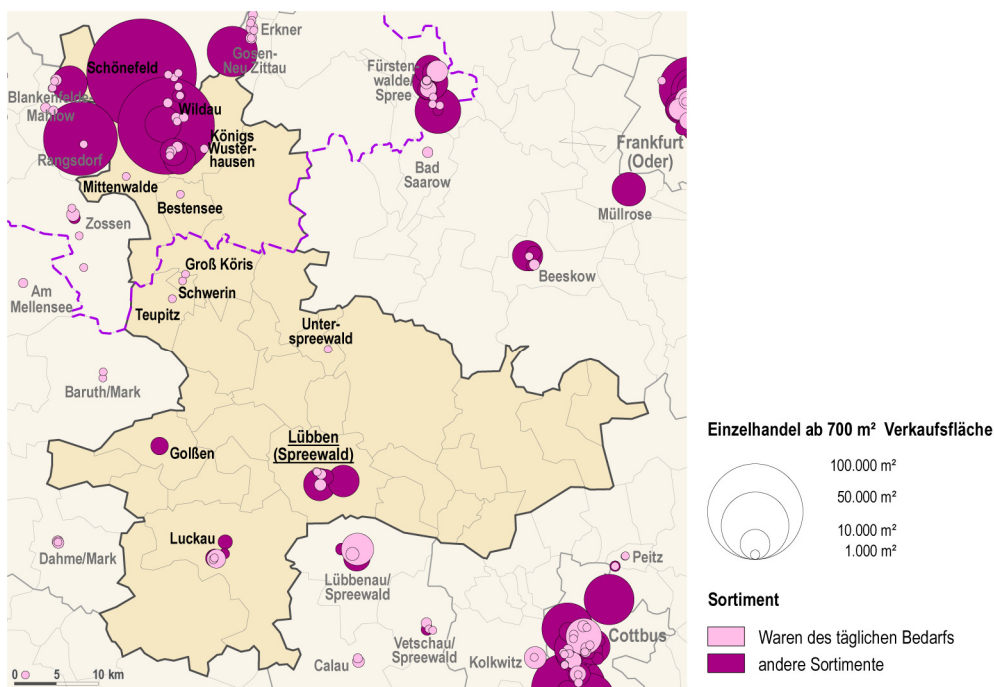 Erkner
Gosen-
Neu Zittau
Schönefeld
Fürsten-
walde/
Spree
Blankenfelde-
Mahlow
Wildau
Königs
Wuster-
hausen
Frankfurt
(Oder)
Rangsdorf
Bad
Saarow
Mittenwalde
Müllrose
Bestensee
Zossen
Groß Köris
Beeskow
Am
Mellensee
Schwerin
Teupitz
Unter-
spreewald
Baruth/Mark
Golßen
Lübben
(Spreewald)
Luckau
Dahme/Mark
Lübbenau/
Spreewald
Peitz
Vetschau/
Spreewald
Cottbus
Calau
Kolkwitz
0 5 10 km
Einzelhandel ab 700 m² Verkaufsfläche
100.000 m²
50.000 m²
10.000 m²
1.000 m²
Sortiment
Waren des täglichen Bedarfs
andere Sortimente